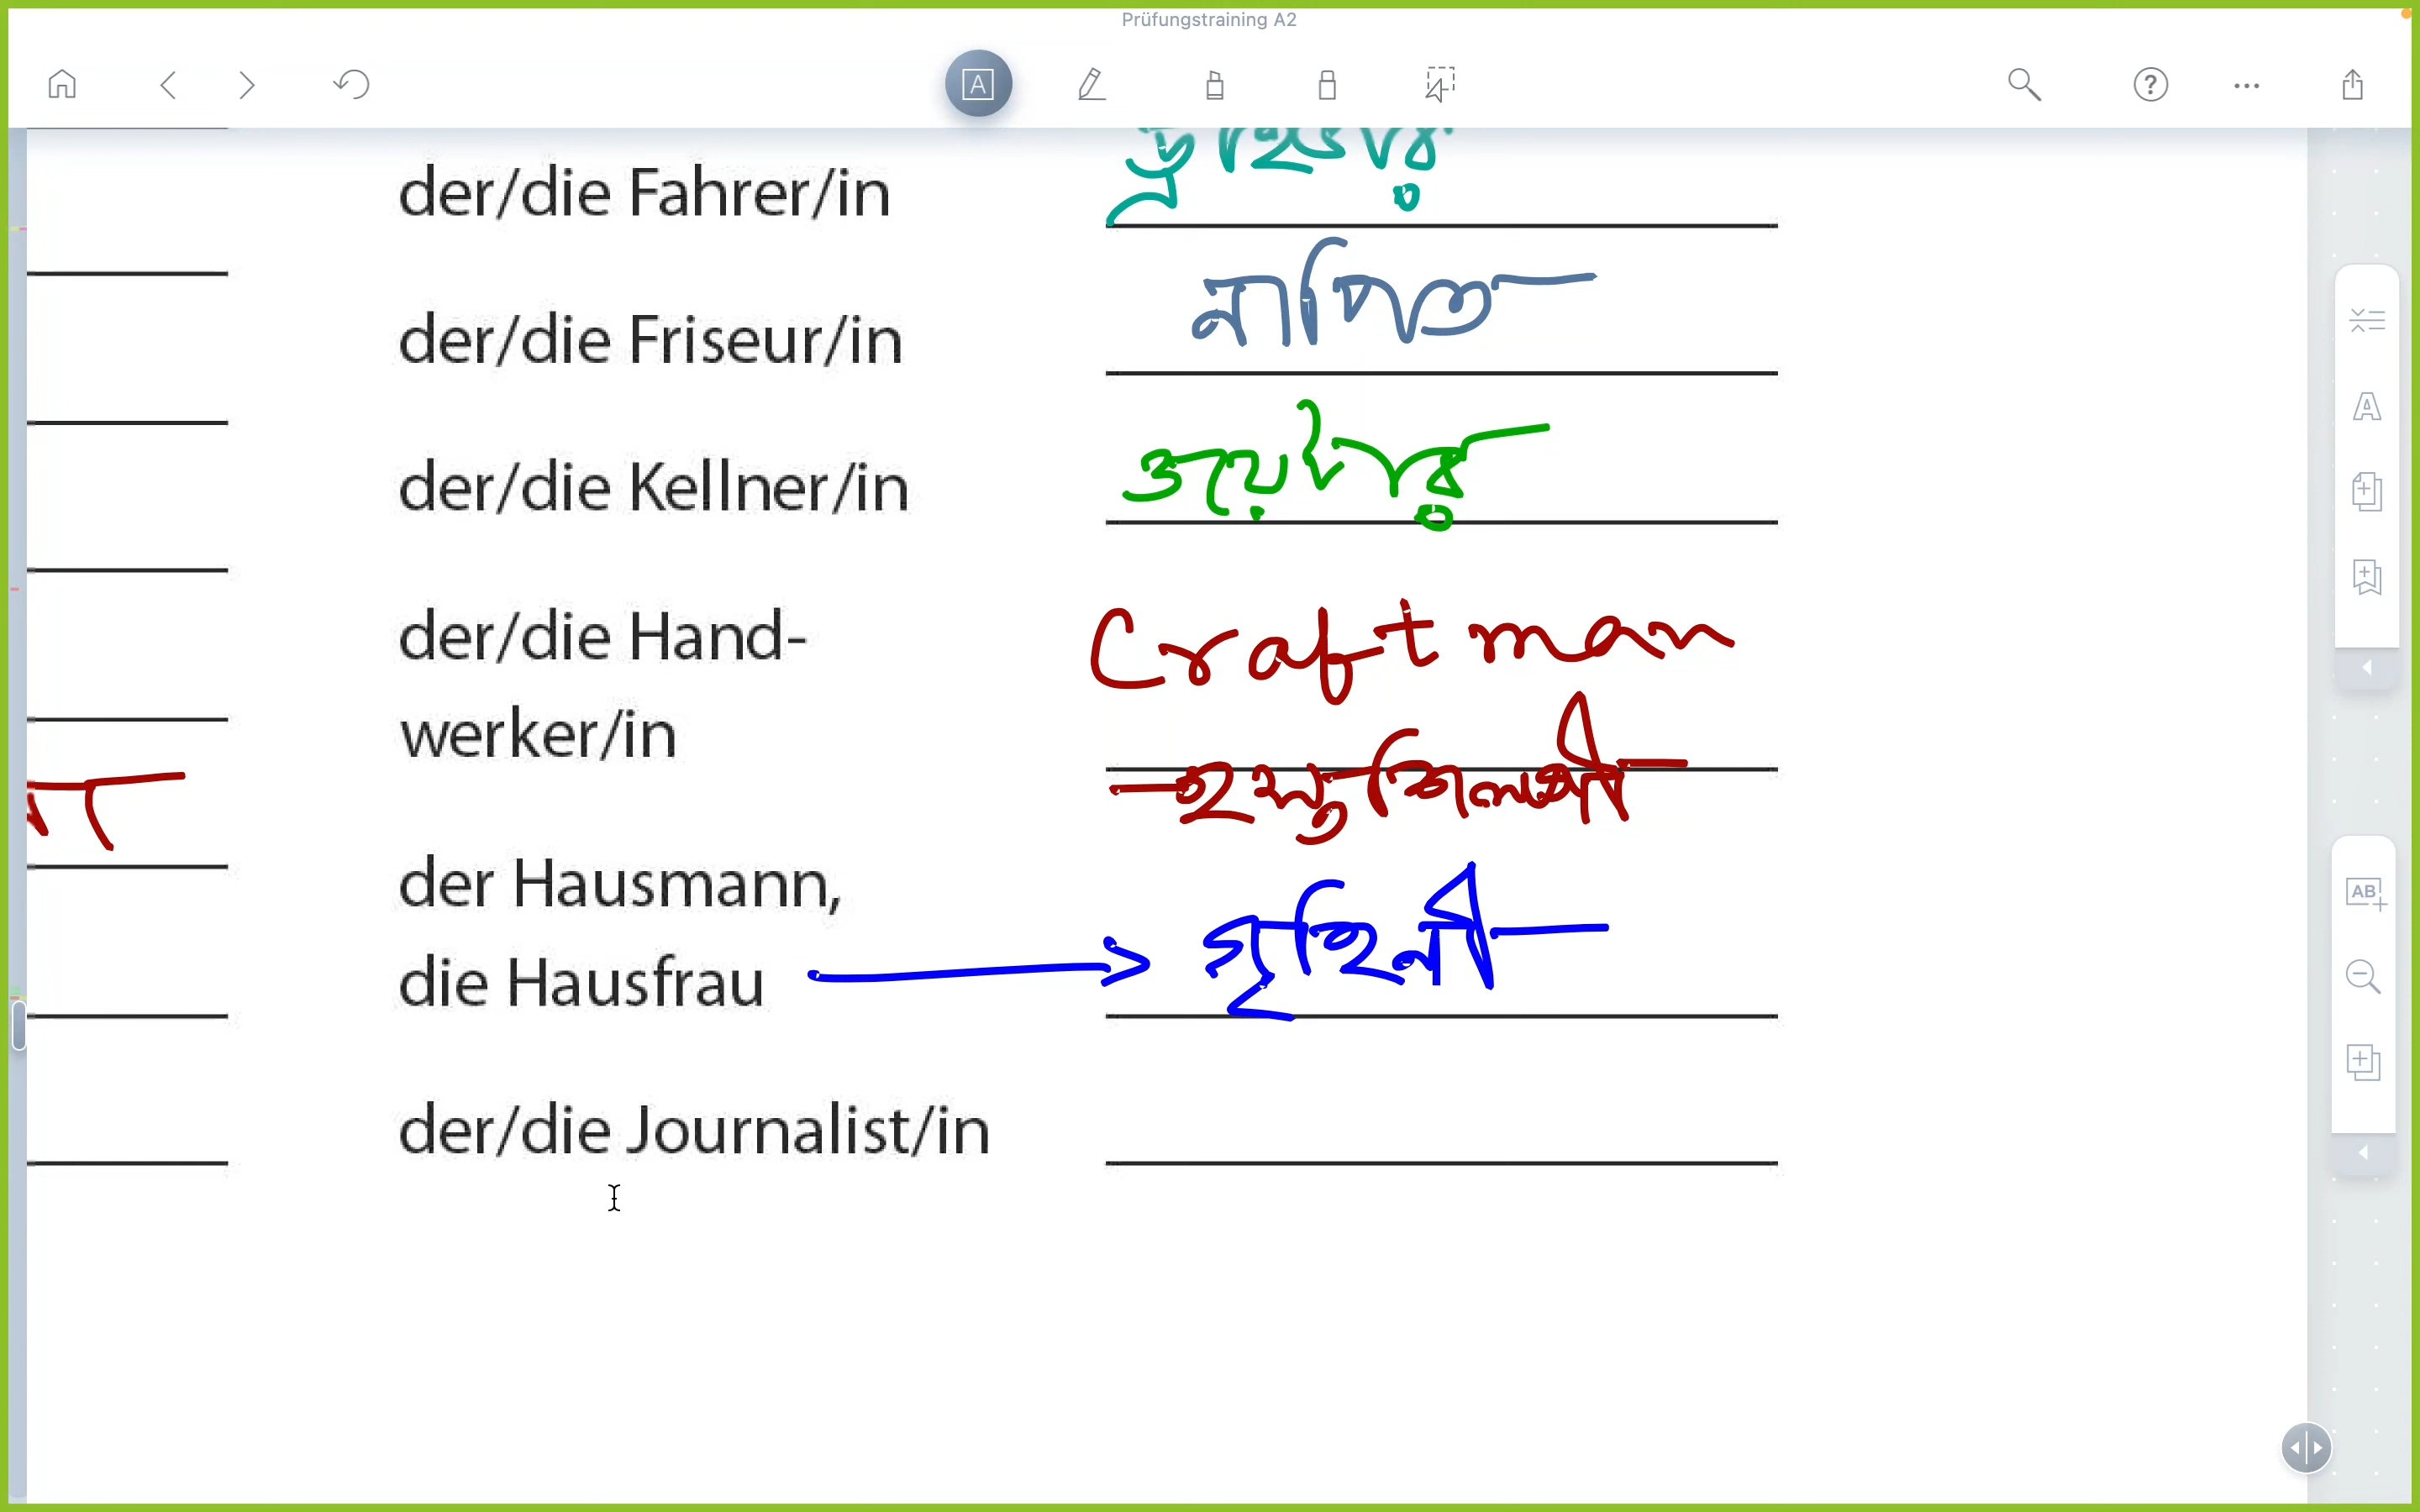 Prüfungstraining A2
der/die Fahrer/in ড্রাইভার
der/die Friseur/in নাপিত
der/die Kellner/in ওয়েটার
der/die Hand- Craftman
werker/in হস্তশিল্পী
der Hausmann,
die Hausfrau গৃহিনী
der/die Journalist/in